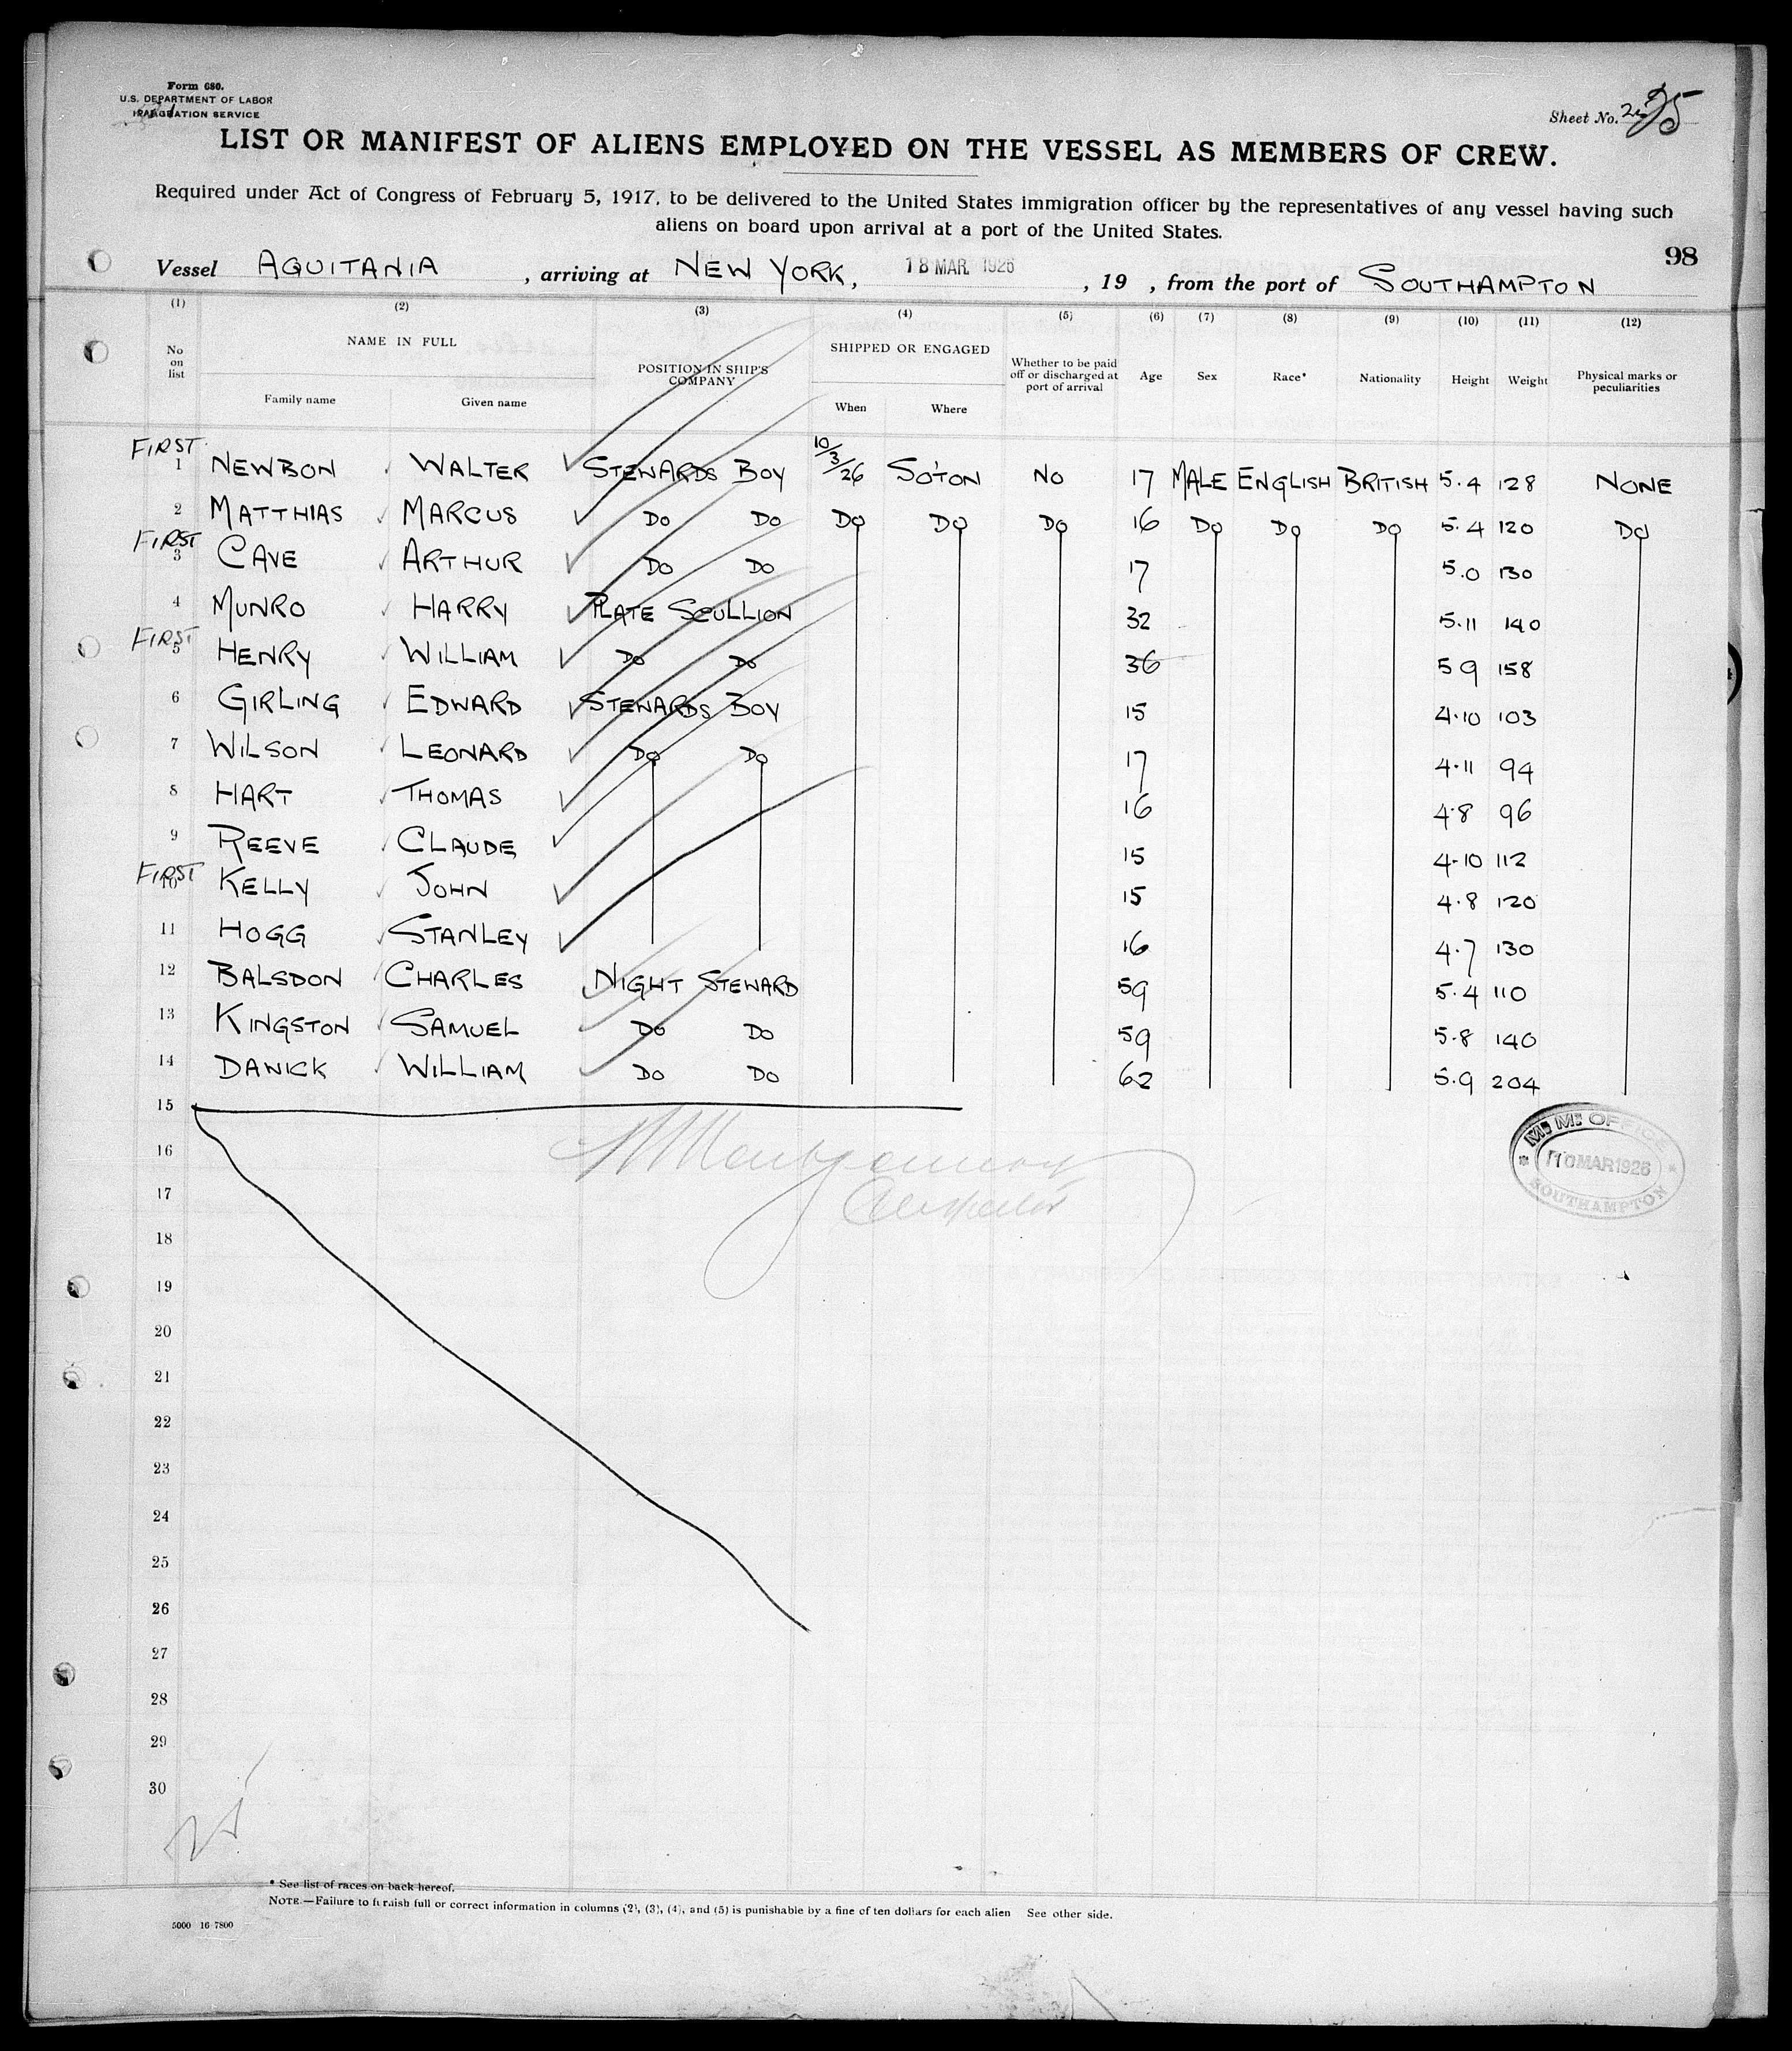 Form 680.
U.S. DEPARTMENT OF LABOR
IMMIGRATION SERVICE
Sheet No.
LIST OR MANIFEST OF ALIENS EMPLOYED ON THE VESSEL AS MEMBERS OF CREW.
Required under Act of Congress of February 5, 1917, to be delivered to the United States immigration officer by the representatives of any vessel having such
aliens on board upon arrival at a port of the United States.
98
Vessel AQUITANIA, arriving at NEW YORK, 18 MAR. 1926, 19 , from the port of SOUTHAMPTON
(1) (2) (3) (4) (5) (6) (7) (8) (9) (10) (11) (12)
No on list NAME IN FULL POSITION IN SHIP'S COMPANY SHIPPED OR ENGAGED Whether to be paid off or discharged at port of arrival Age Sex Race* Nationality Height Weight Physical marks or peculiarities
Family name Given name When Where
FIRST
1 NEWBON WALTER STEWARDS BOY 10/3/26 SO'TON NO 17 MALE ENGLISH BRITISH 5.4 128 NONE
2 MATTHIAS MARCUS DO DO DO DO DO 16 DO DO DO 5.4 120 DO
FIRST
3 CAVE ARTHUR DO DO 17 5.0 130
4 MUNRO HARRY PLATE SCULLION 32 5.11 140
FIRST
5 HENRY WILLIAM DO DO 36 5 9 158
6 GIRLING EDWARD STEWARDS BOY 15 4.10 103
7 WILSON LEONARD DO DO 17 4.11 94
8 HART THOMAS 16 4.8 96
9 REEVE CLAUDE 15 4.10 112
FIRST
10 KELLY JOHN 15 4.8 120
11 HOGG STANLEY 16 4.7 130
12 BALSDON CHARLES NIGHT STEWARD 59 5.4 110
13 KINGSTON SAMUEL DO DO 59 5.8 140
14 DANICK WILLIAM DO DO 62 5.9 204
15
M. M. OFFICE
10 MAR 1926
SOUTHAMPTON
16
17
18
19
20
21
22
23
24
25
26
27
28
29
30
* See list of races on back hereof.
NOTE.—Failure to furnish full or correct information in columns (2), (3), (4), and (5) is punishable by a fine of ten dollars for each alien See other side.
5000 16-7800